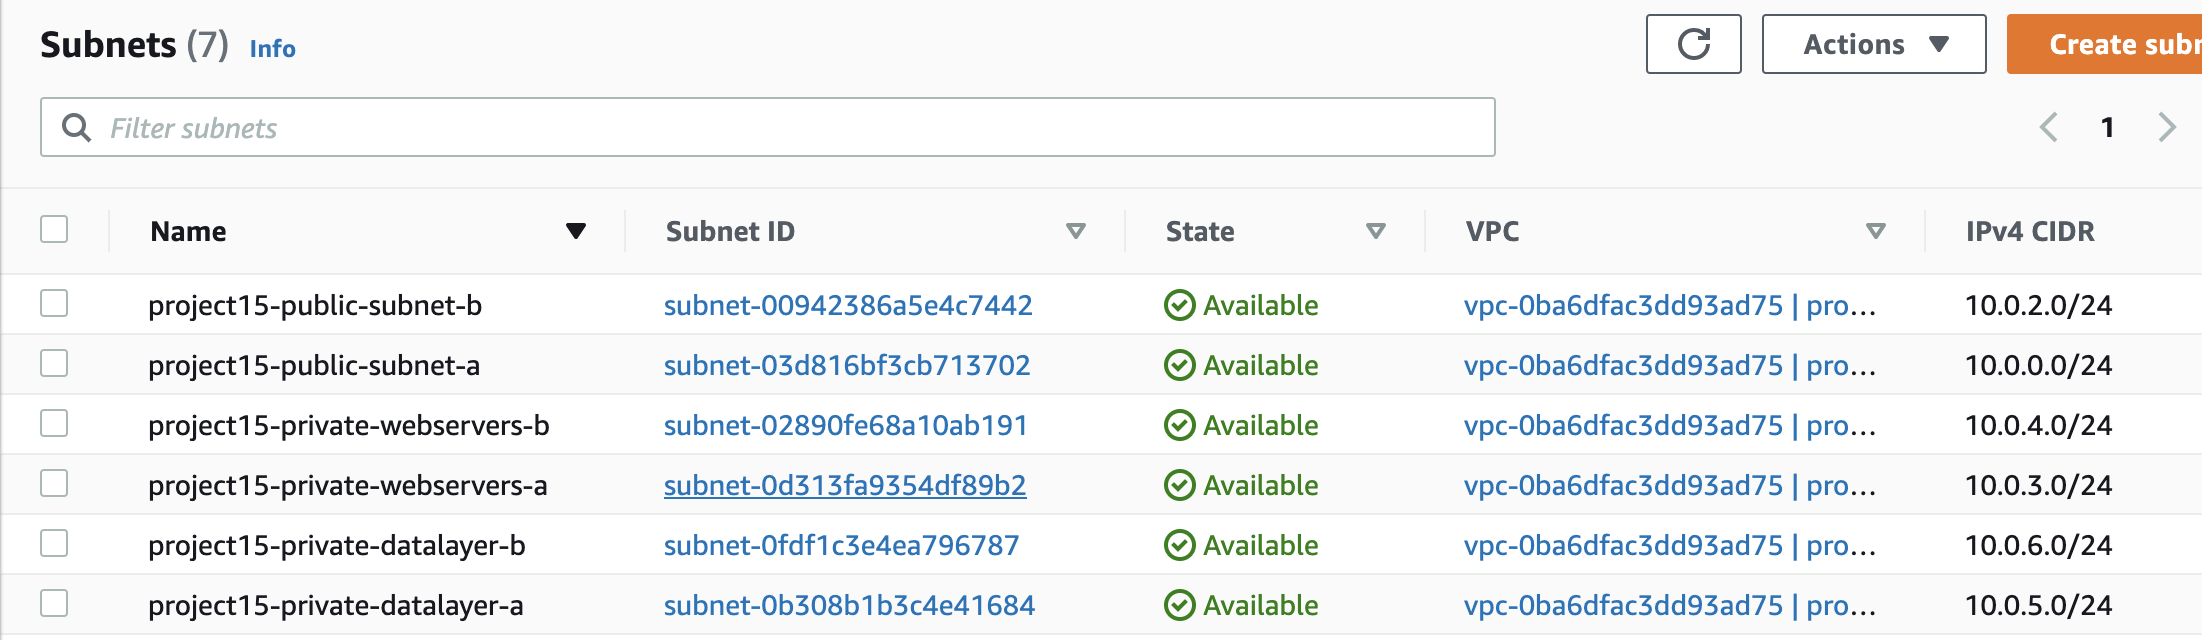 Subnets (7) Info
Actions
Create subn
Filter subnets
1
Name Subnet ID State VPC IPv4 CIDR
project15-public-subnet-b subnet-00942386a5e4c7442 Available vpc-0ba6dfac3dd93ad75 | pro... 10.0.2.0/24
project15-public-subnet-a subnet-03d816bf3cb713702 Available vpc-0ba6dfac3dd93ad75 | pro... 10.0.0.0/24
project15-private-webservers-b subnet-02890fe68a10ab191 Available vpc-0ba6dfac3dd93ad75 | pro... 10.0.4.0/24
project15-private-webservers-a subnet-0d313fa9354df89b2 Available vpc-0ba6dfac3dd93ad75 | pro... 10.0.3.0/24
project15-private-datalayer-b subnet-0fdf1c3e4ea796787 Available vpc-0ba6dfac3dd93ad75 | pro... 10.0.6.0/24
project15-private-datalayer-a subnet-0b308b1b3c4e41684 Available vpc-0ba6dfac3dd93ad75 | pro... 10.0.5.0/24